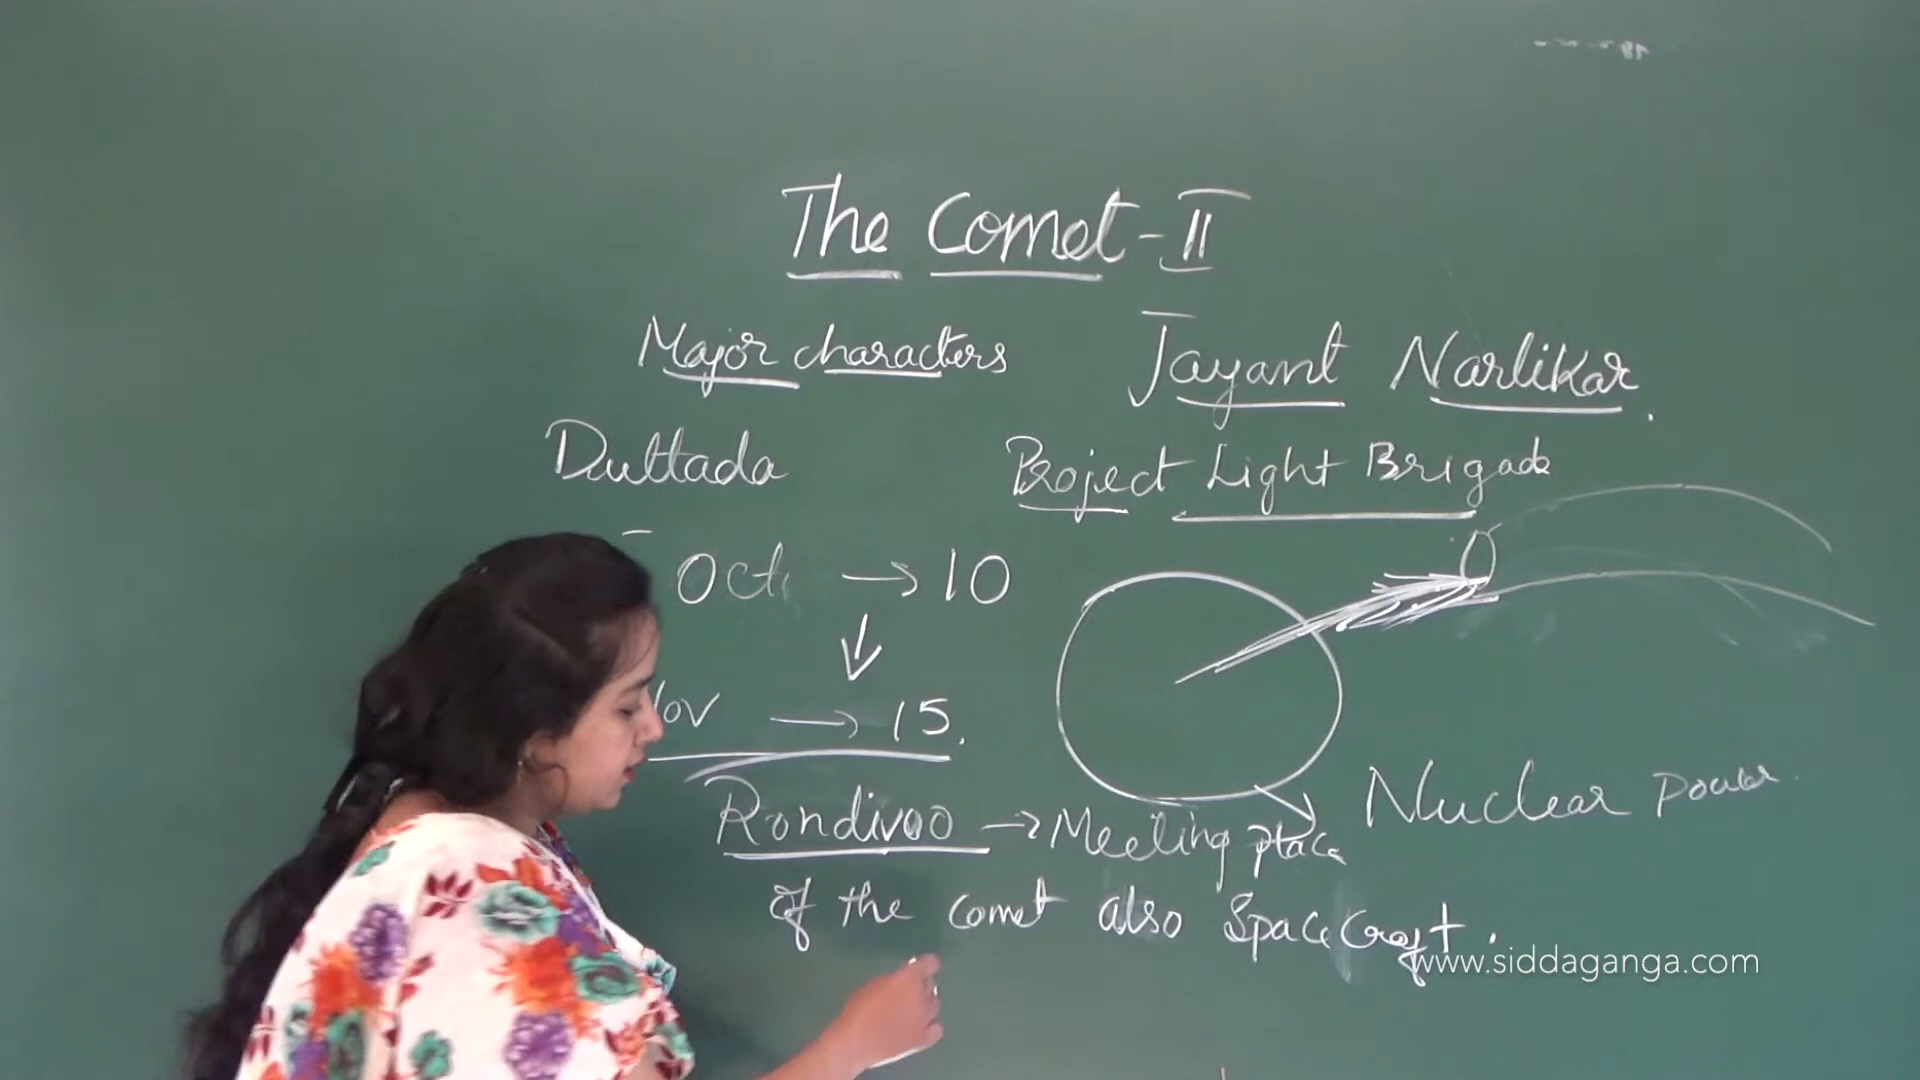 The Comet - II
Major characters
Jayant Narlikar.
Duttada
Project Light Brigade
Oct → 10
↓
Nov → 15.
Rondivoo → Meeting place
Nuclear power.
of the comet also spacecraft.
www.siddaganga.com